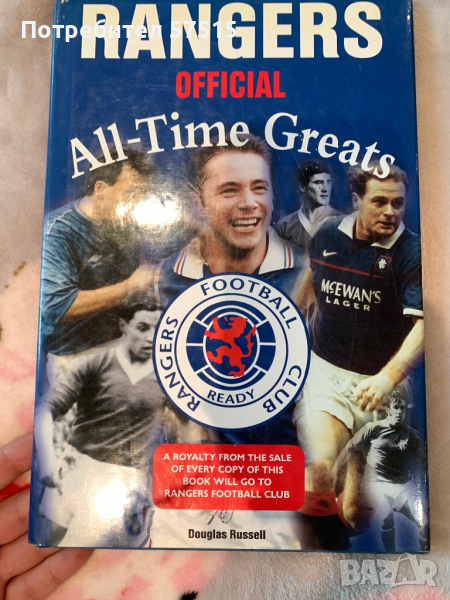 Потребител 57515
RANGERS
OFFICIAL
All-Time Greats
McEWAN'S
LAGER
RANGERS FOOTBALL CLUB
READY
A ROYALTY FROM THE SALE
OF EVERY COPY OF THIS
BOOK WILL GO TO
RANGERS FOOTBALL CLUB
Douglas Russell
BAZAR